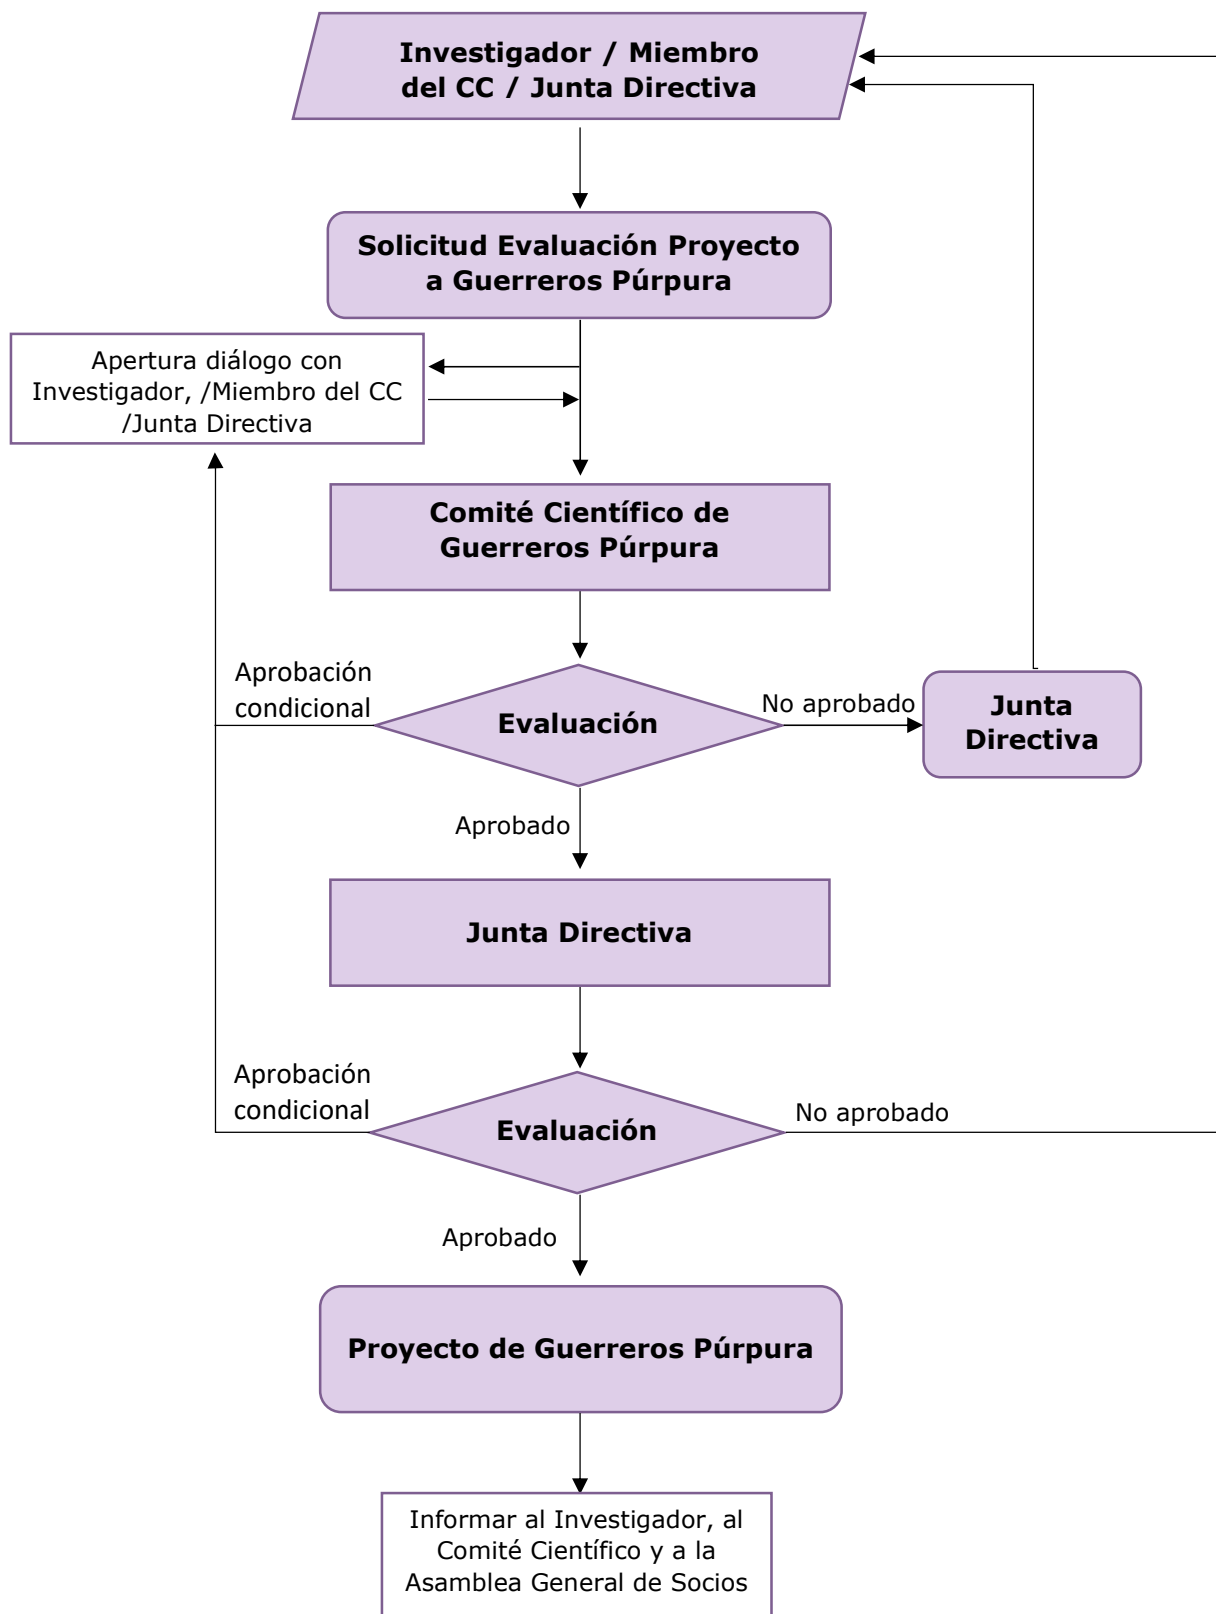 Investigador / Miembro
del CC / Junta Directiva
Solicitud Evaluación Proyecto
a Guerreros Púrpura
Apertura diálogo con
Investigador, /Miembro del CC
/Junta Directiva
Comité Científico de
Guerreros Púrpura
Aprobación
condicional
Evaluación
No aprobado
Junta
Directiva
Aprobado
Junta Directiva
Aprobación
condicional
Evaluación
No aprobado
Aprobado
Proyecto de Guerreros Púrpura
Informar al Investigador, al
Comité Científico y a la
Asamblea General de Socios